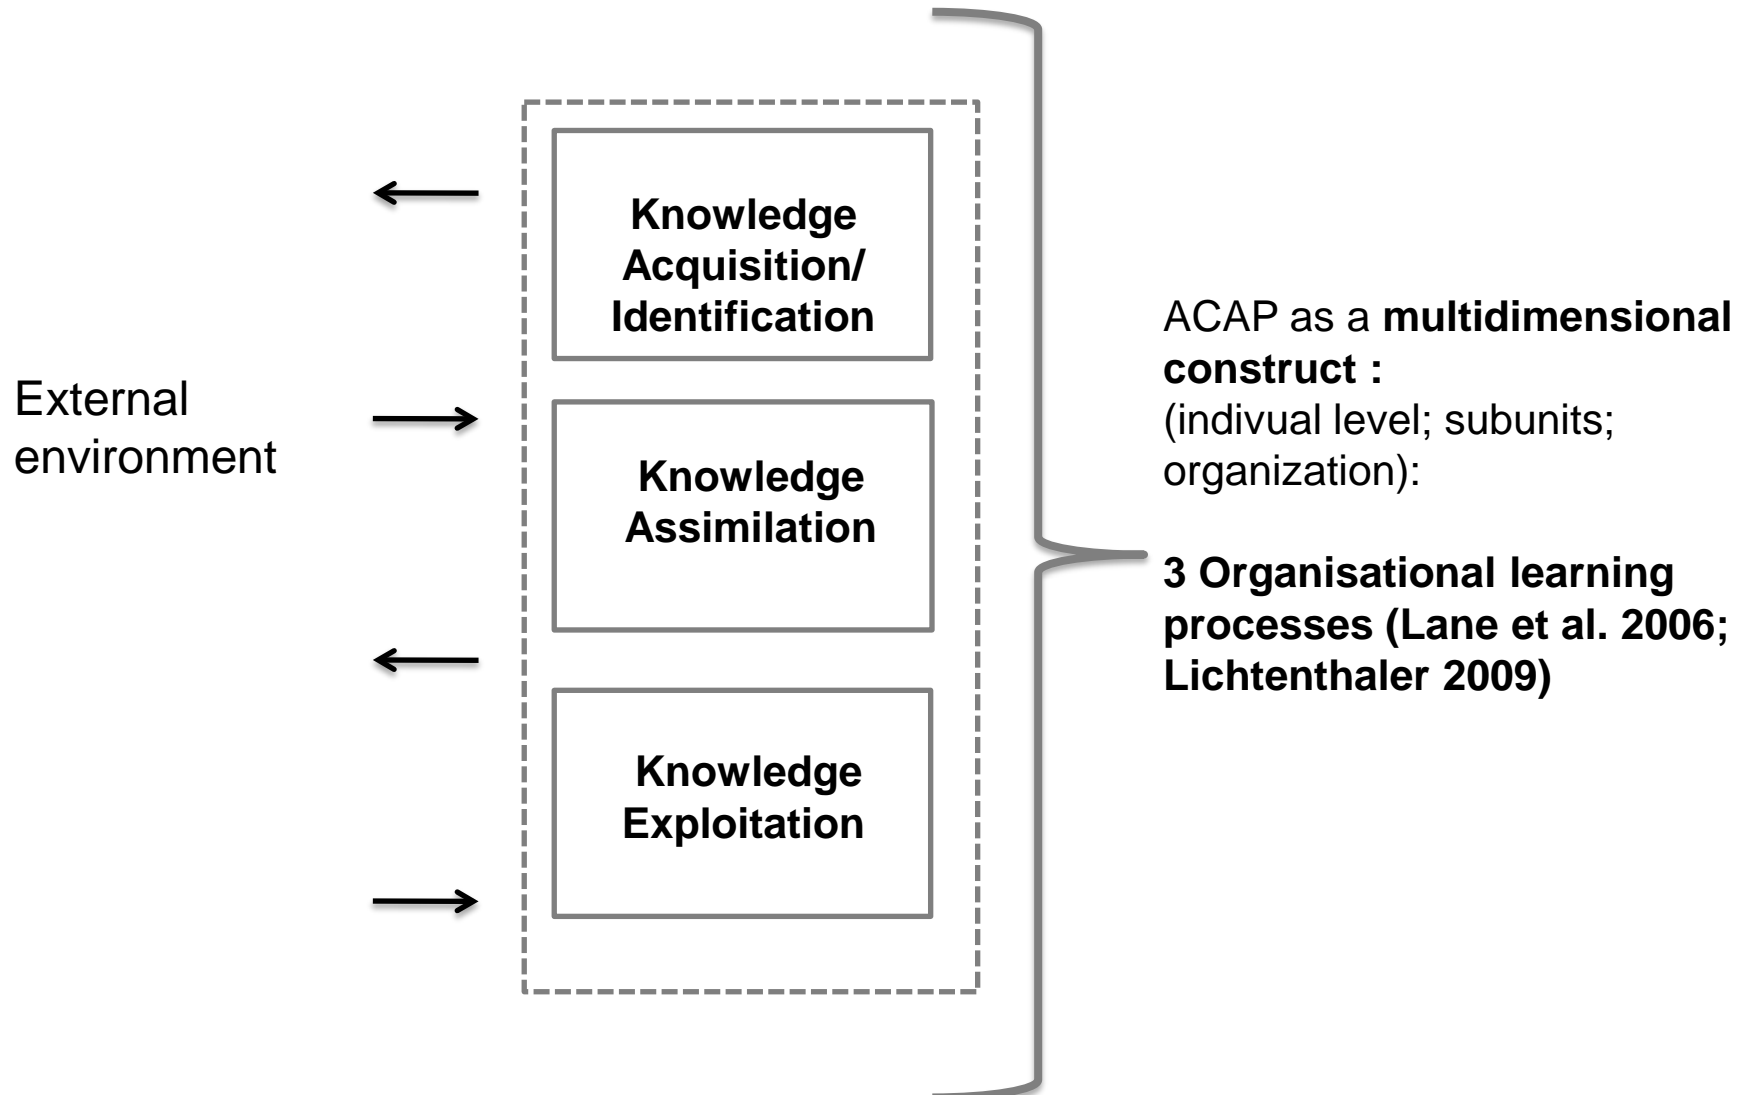 External
environment
Knowledge
Acquisition/
Identification
Knowledge
Assimilation
Knowledge
Exploitation
ACAP as a multidimensional
construct :
(indivual level; subunits;
organization):
3 Organisational learning
processes (Lane et al. 2006;
Lichtenthaler 2009)